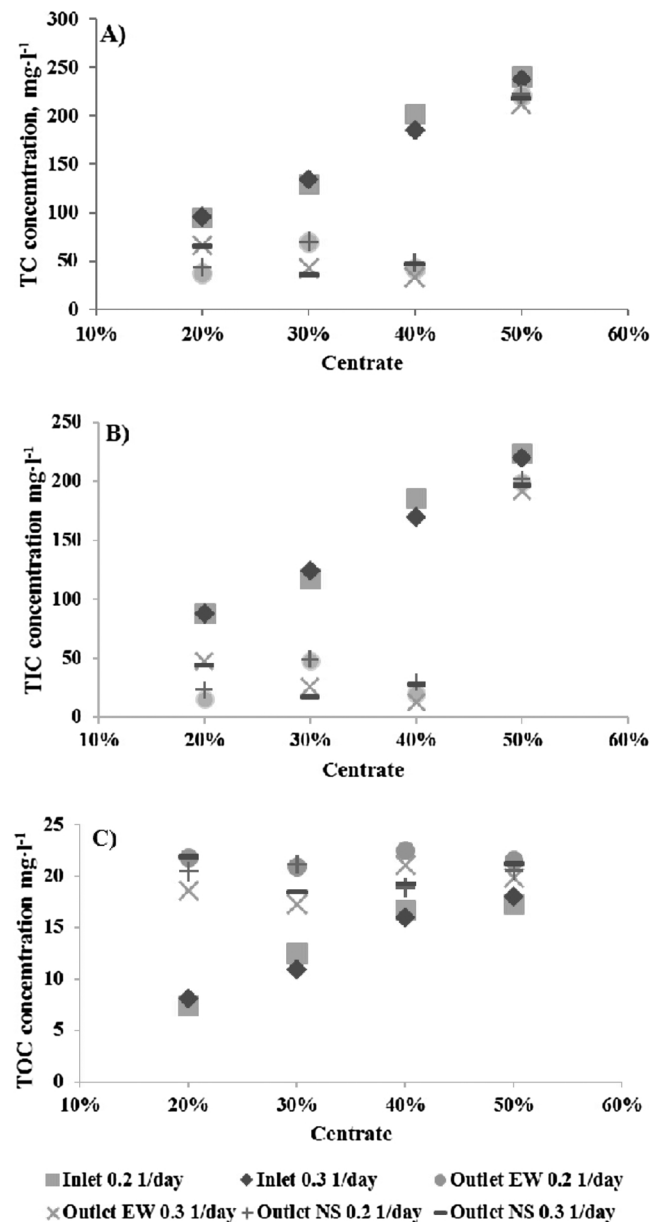 A)
TC concemtration, mg·l-1
300
250
200
150
100
50
0
10% 20% 30% 40% 50% 60%
Centrate
B)
TIC concemtration mg·l-1
250
200
150
100
50
0
10% 20% 30% 40% 50% 60%
Centrate
C)
TOC concemtration mg·l-1
25
20
15
10
5
0
10% 20% 30% 40% 50% 60%
Centrate
Inlet 0.2 1/day Inlet 0.3 1/day Outlet EW 0.2 1/day
Outlet EW 0.3 1/day Outlet NS 0.2 1/day Outlet NS 0.3 1/day